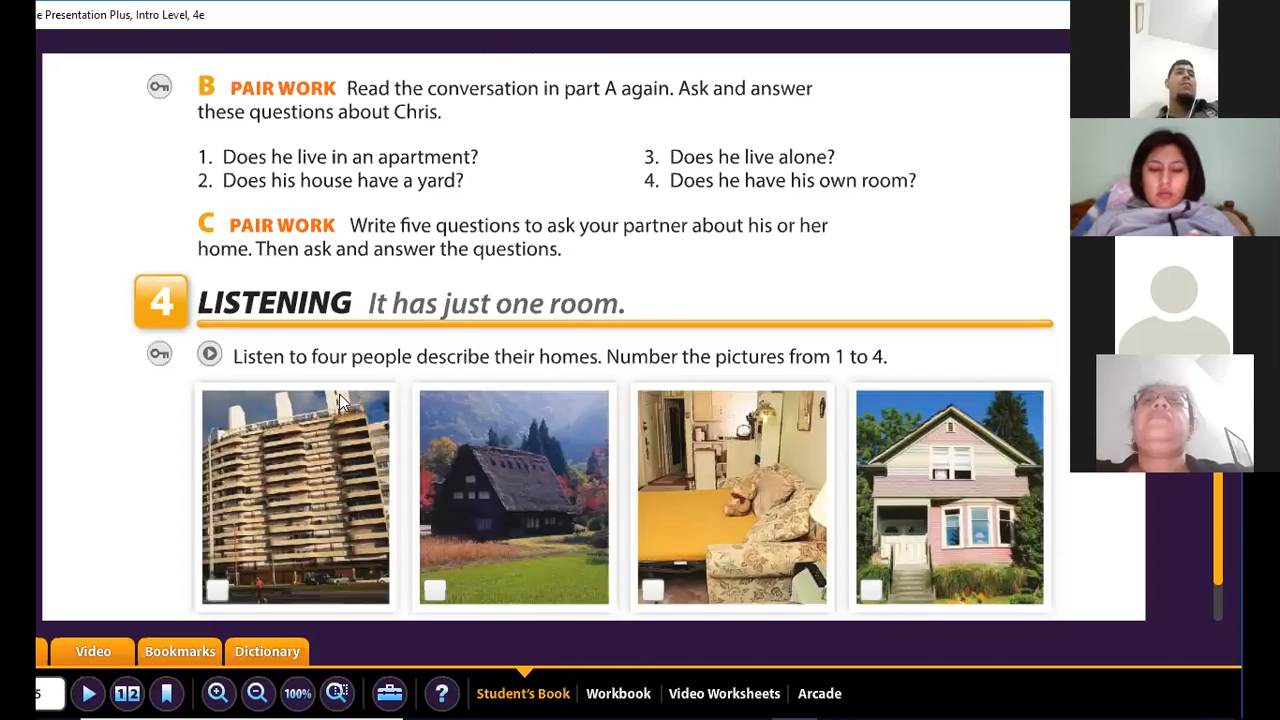 e Presentation Plus, Intro Level, 4e
B PAIR WORK Read the conversation in part A again. Ask and answer
these questions about Chris.
1. Does he live in an apartment?
2. Does his house have a yard?
3. Does he live alone?
4. Does he have his own room?
C PAIR WORK Write five questions to ask your partner about his or her
home. Then ask and answer the questions.
4 LISTENING It has just one room.
Listen to four people describe their homes. Number the pictures from 1 to 4.
Video Bookmarks Dictionary
5 12 100% ? Student's Book Workbook Video Worksheets Arcade